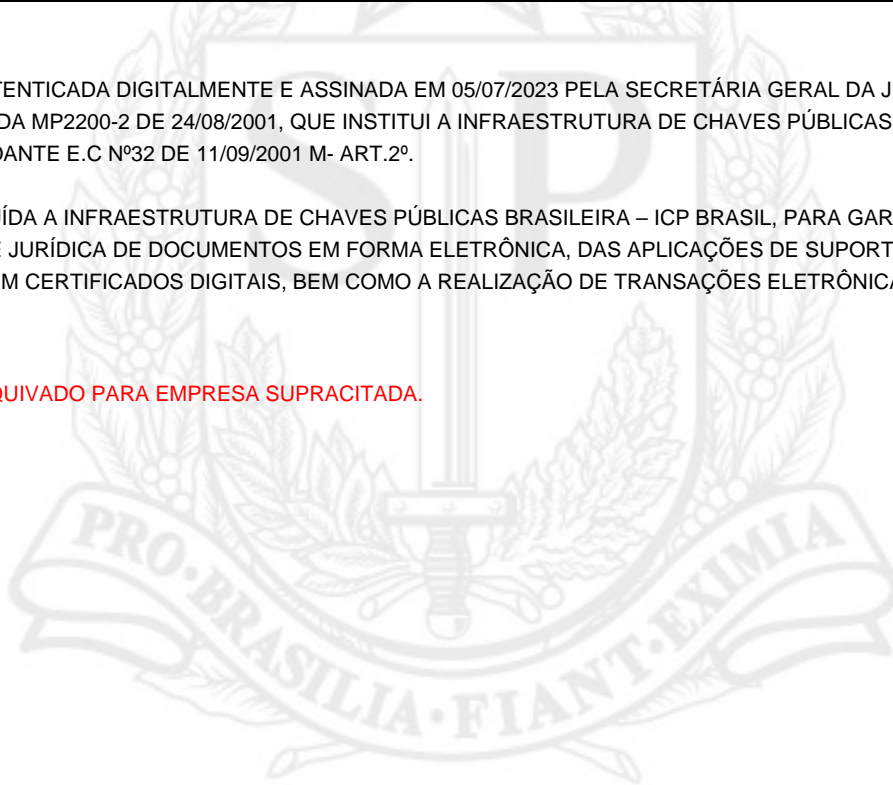 TENTICADA DIGITALMENTE E ASSINADA EM 05/07/2023 PELA SECRETÁRIA GERAL DA J
DA MP2200-2 DE 24/08/2001, QUE INSTITUI A INFRAESTRUTURA DE CHAVES PÚBLICAS
DANTE E.C Nº32 DE 11/09/2001 M- ART.2º.
ÍDA A INFRAESTRUTURA DE CHAVES PÚBLICAS BRASILEIRA – ICP BRASIL, PARA GAR
E JURÍDICA DE DOCUMENTOS EM FORMA ELETRÔNICA, DAS APLICAÇÕES DE SUPORT
M CERTIFICADOS DIGITAIS, BEM COMO A REALIZAÇÃO DE TRANSAÇÕES ELETRÔNICA
QUIVADO PARA EMPRESA SUPRACITADA.
SP
PRO·BRASILIA·FIANT·EXIMIA